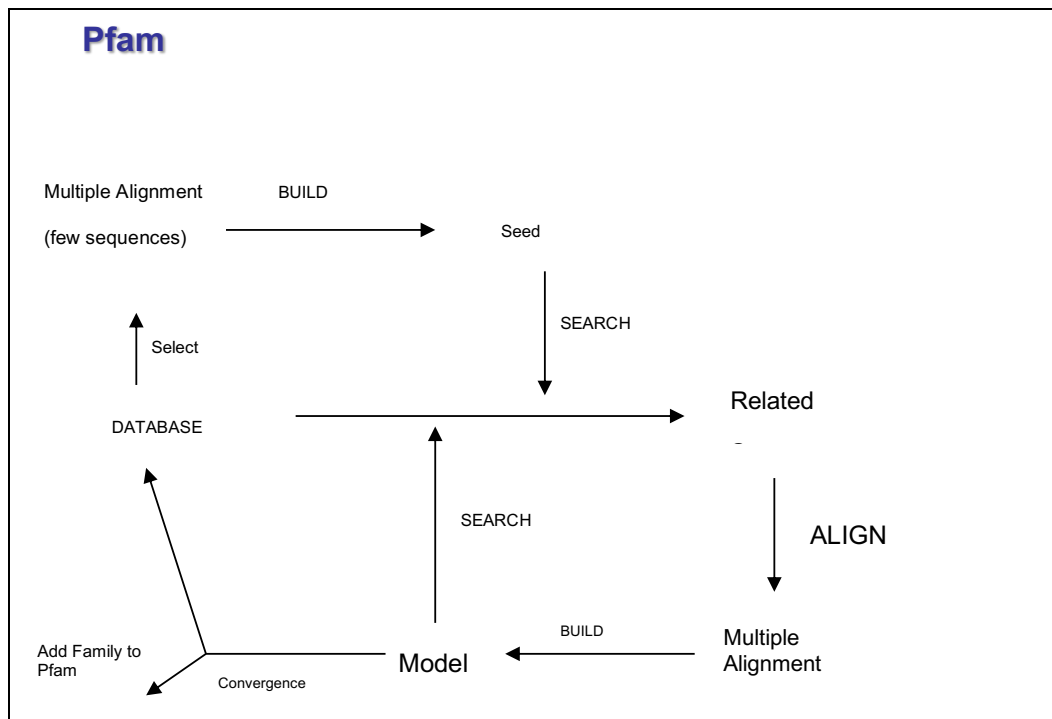 Pfam
Multiple Alignment
(few sequences)
BUILD
Seed
SEARCH
Select
DATABASE
Related
SEARCH
ALIGN
Add Family to
Pfam
Convergence
Model
BUILD
Multiple
Alignment